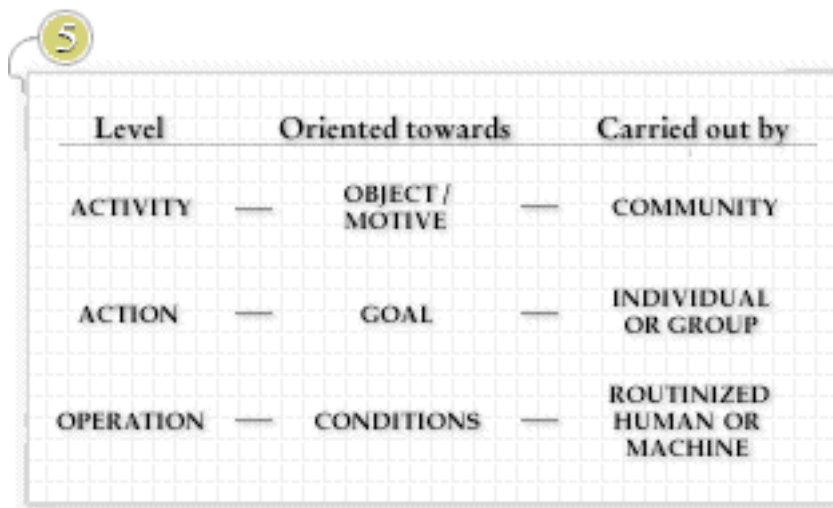 5
Level Oriented towards Carried out by
ACTIVITY — OBJECT / MOTIVE — COMMUNITY
ACTION — GOAL — INDIVIDUAL OR GROUP
OPERATION — CONDITIONS — ROUTINIZED HUMAN OR MACHINE